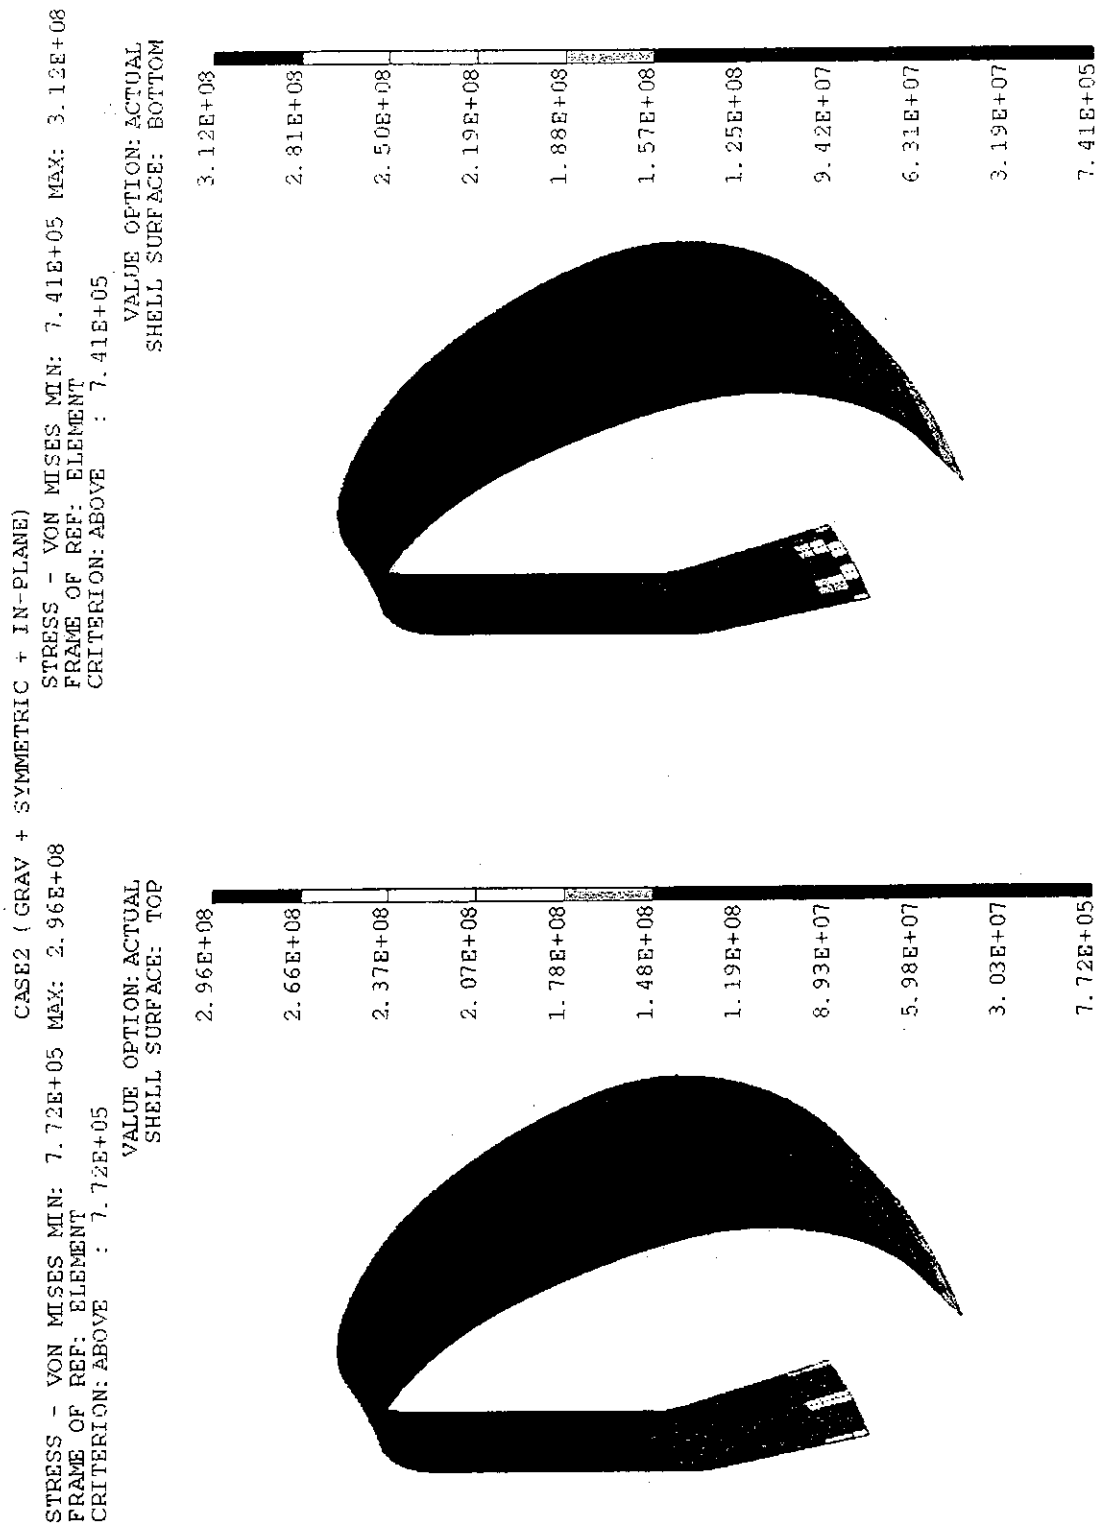 CASE2 (GRAV + SYMMETRIC + IN-PLANE)
STRESS - VON MISES MIN: 7.72E+05 MAX: 2.96E+08
FRAME OF REF: ELEMENT
CRITERION: ABOVE : 7.72E+05
VALUE OPTION: ACTUAL
SHELL SURFACE: TOP
2.96E+08
2.66E+08
2.37E+08
2.07E+08
1.78E+08
1.48E+08
1.19E+08
8.93E+07
5.98E+07
3.03E+07
7.72E+05
STRESS - VON MISES MIN: 7.41E+05 MAX: 3.12E+08
FRAME OF REF: ELEMENT
CRITERION: ABOVE : 7.41E+05
VALUE OPTION: ACTUAL
SHELL SURFACE: BOTTOM
3.12E+08
2.81E+08
2.50E+08
2.19E+08
1.88E+08
1.57E+08
1.25E+08
9.42E+07
6.31E+07
3.19E+07
7.41E+05